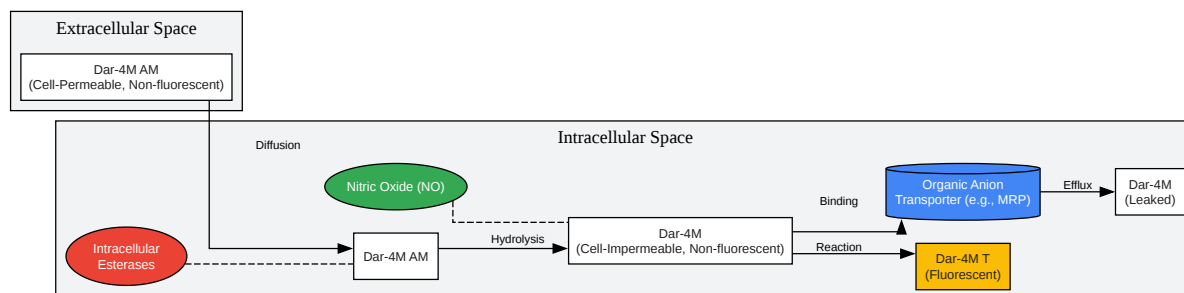 Extracellular Space
Dar-4M AM
(Cell-Permeable, Non-fluorescent)
Intracellular Space
Diffusion
Nitric Oxide (NO)
Organic Anion
Transporter (e.g., MRP)
Efflux
Dar-4M
(Leaked)
Binding
Intracellular
Esterases
Dar-4M AM
Hydrolysis
Dar-4M
(Cell-Impermeable, Non-fluorescent)
Reaction
Dar-4M T
(Fluorescent)